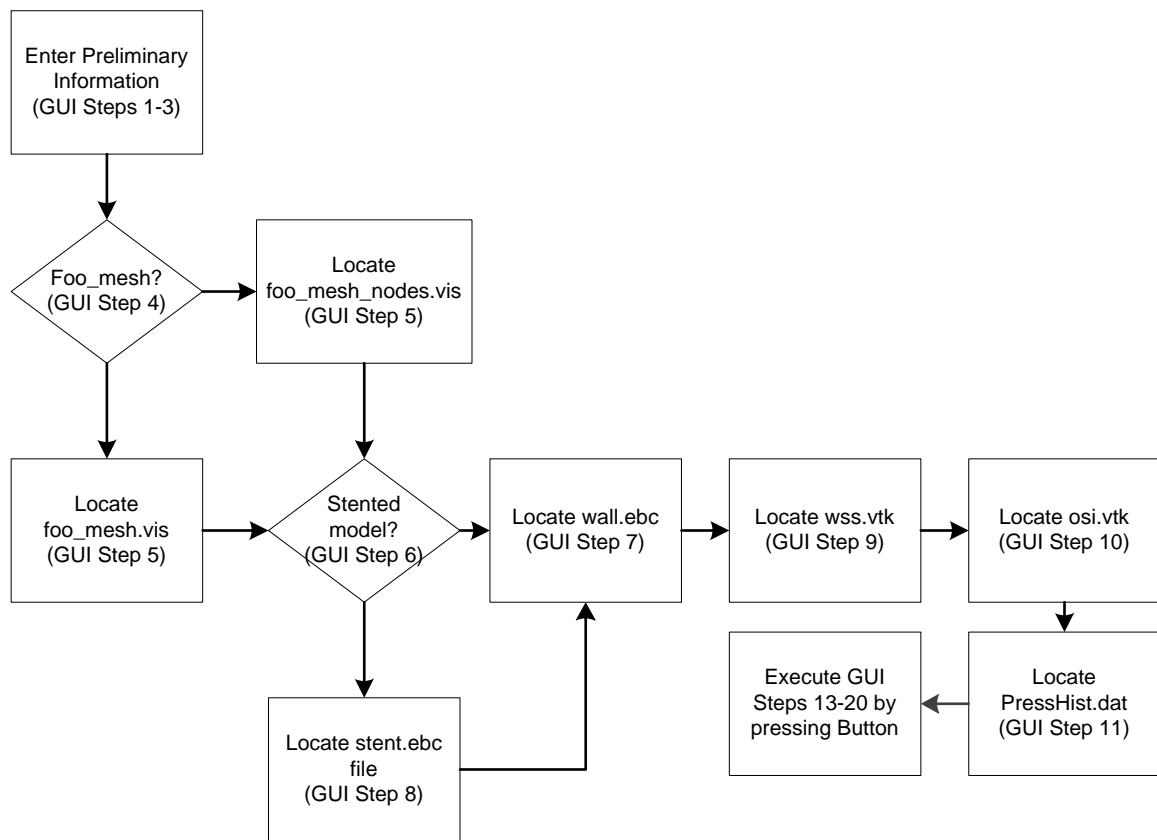 Enter Preliminary
Information
(GUI Steps 1-3)
Foo_mesh?
(GUI Step 4)
Locate
foo_mesh_nodes.vis
(GUI Step 5)
Locate
foo_mesh.vis
(GUI Step 5)
Stented
model?
(GUI Step 6)
Locate wall.ebc
(GUI Step 7)
Locate wss.vtk
(GUI Step 9)
Locate osi.vtk
(GUI Step 10)
Locate stent.ebc
file
(GUI Step 8)
Execute GUI
Steps 13-20 by
pressing Button
Locate
PressHist.dat
(GUI Step 11)